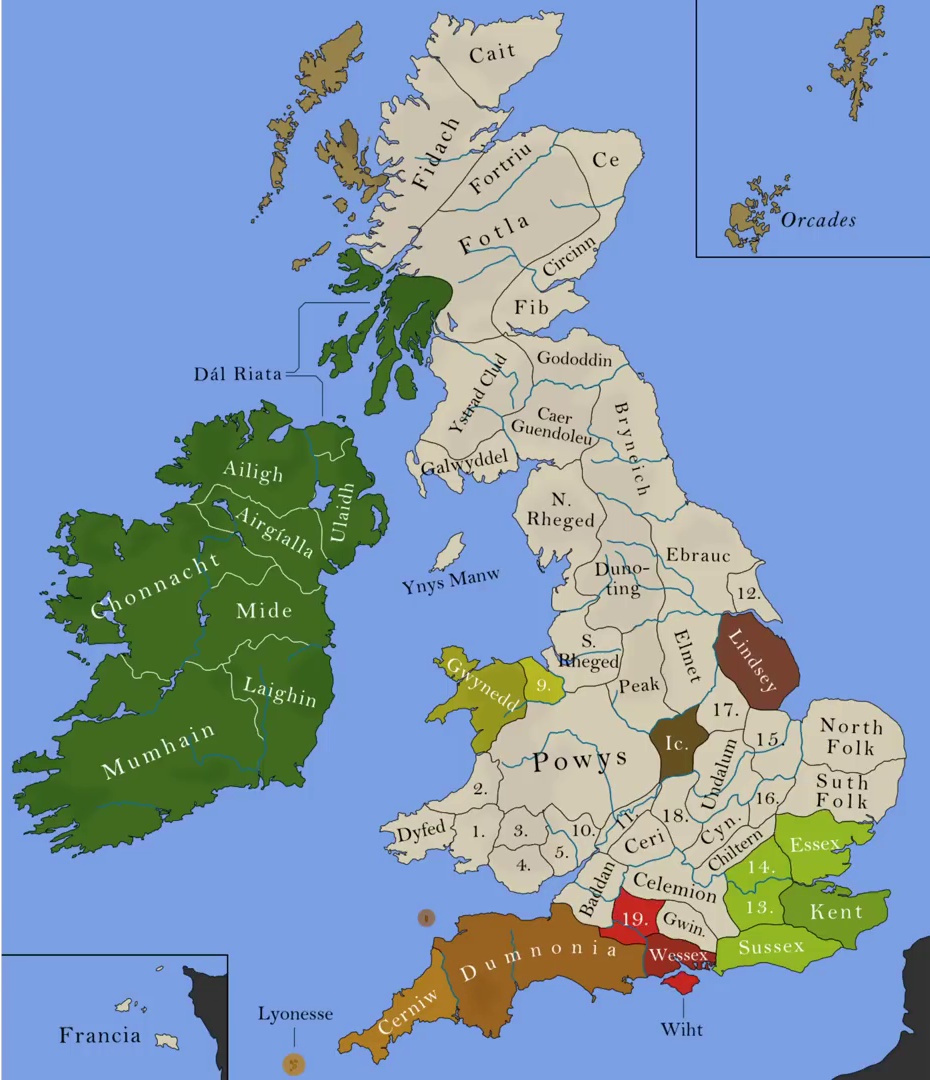 Cait
Orcades
Fidach
Fortriu
Ce
Fotla
Circinn
Fib
Dál Riata
Gododdin
Ystrad Clud
Caer
Guendoleu
Bryneich
Galwyddel
Ailigh
Airgíalla
Ulaidh
N.
Rheged
Ynys Manw
Chonnacht
Mide
Duno-
ting
Ebrauc
12.
S.
Rheged
Elmet
Lindsey
Gwynedd
9.
Peak
Laighin
Mumhain
17.
15.
North
Folk
Ic.
Powys
Undalum
2.
16.
Suth
Folk
Dyfed
1.
3.
10.
11.
18.
Ceri
Cyn.
Chiltern
Essex
4.
5.
14.
Baddan
Celemion
13.
Kent
19.
Gwin.
Dumnonia
Wessex
Sussex
Cerniw
Lyonesse
Wiht
Francia